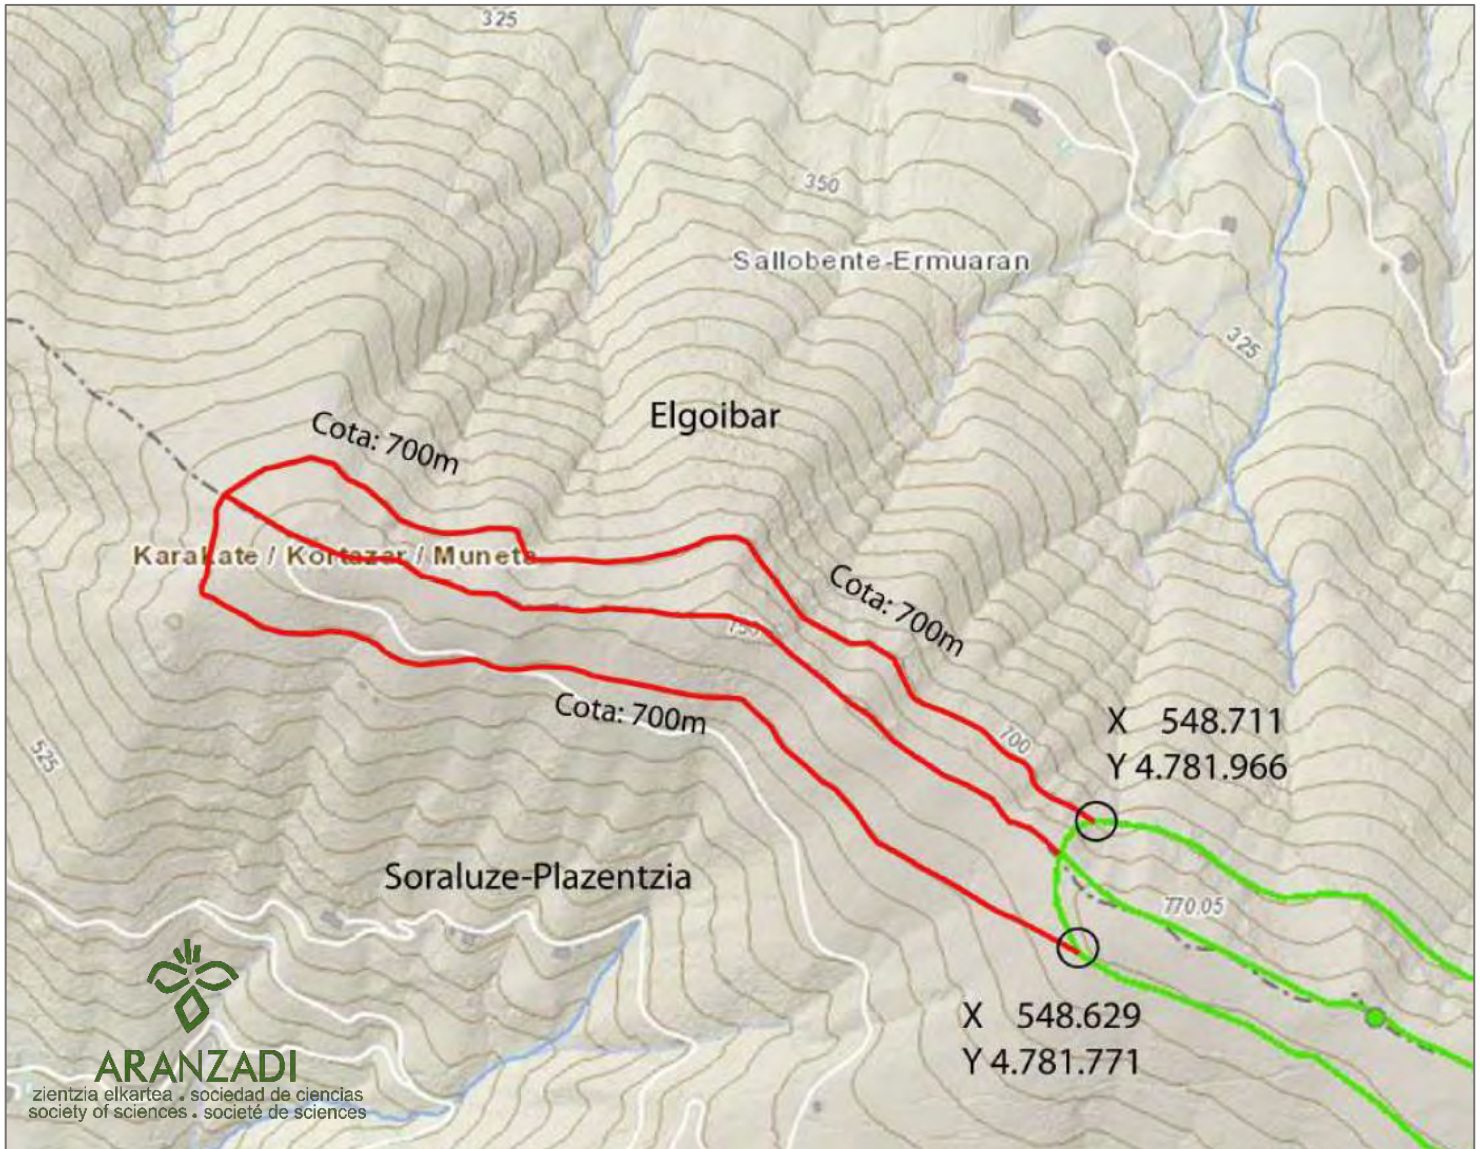 325
350
Sallobente-Ermuaran
325
Elgoibar
Cota: 700m
Karakate / Kortazar / Muneta
Cota: 700m
Cota: 700m
700
525
X 548.711
Y 4.781.966
Soraluze-Plazentzia
770.05
X 548.629
Y 4.781.771
ARANZADI
zientzia elkartea . sociedad de ciencias
society of sciences . societé de sciences